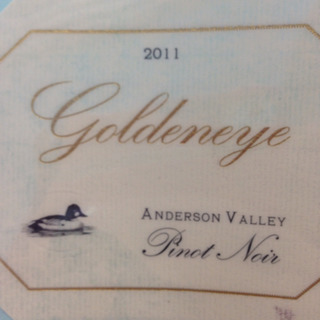 2011
Goldeneye
ANDERSON VALLEY
Pinot Noir